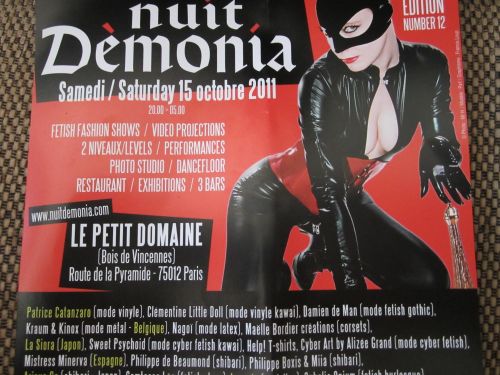 nuit
Dèmonia
EDITION
NUMBER 12
Samedi / Saturday 15 octobre 2011
20.00 - 05.00
FETISH FASHION SHOWS / VIDEO PROJECTIONS
2 NIVEAUX/LEVELS / PERFORMANCES
PHOTO STUDIO / DANCEFLOOR
RESTAURANT / EXHIBITIONS / 3 BARS
www.nuitdemonia.com
LE PETIT DOMAINE
(Bois de Vincennes)
Route de la Pyramide - 75012 Paris
Patrice Catanzaro (mode vinyle), Clementine Little Doll (mode vinyle kawai), Damien de Man (mode fetish gothic),
Kraum & Kinox (mode metal - Belgique), Nagoï (mode latex), Maëlle Bordier créations (corsets),
La Siora (Japon), Sweet Psychoid (mode cyber fetish kawai), Help! T-shirts, Cyber Art by Alizée Grand (mode cyber fetish),
Mistress Minerva (Espagne), Philippe de Beaumond (shibari), Philippe Boxis & Miia (shibari),